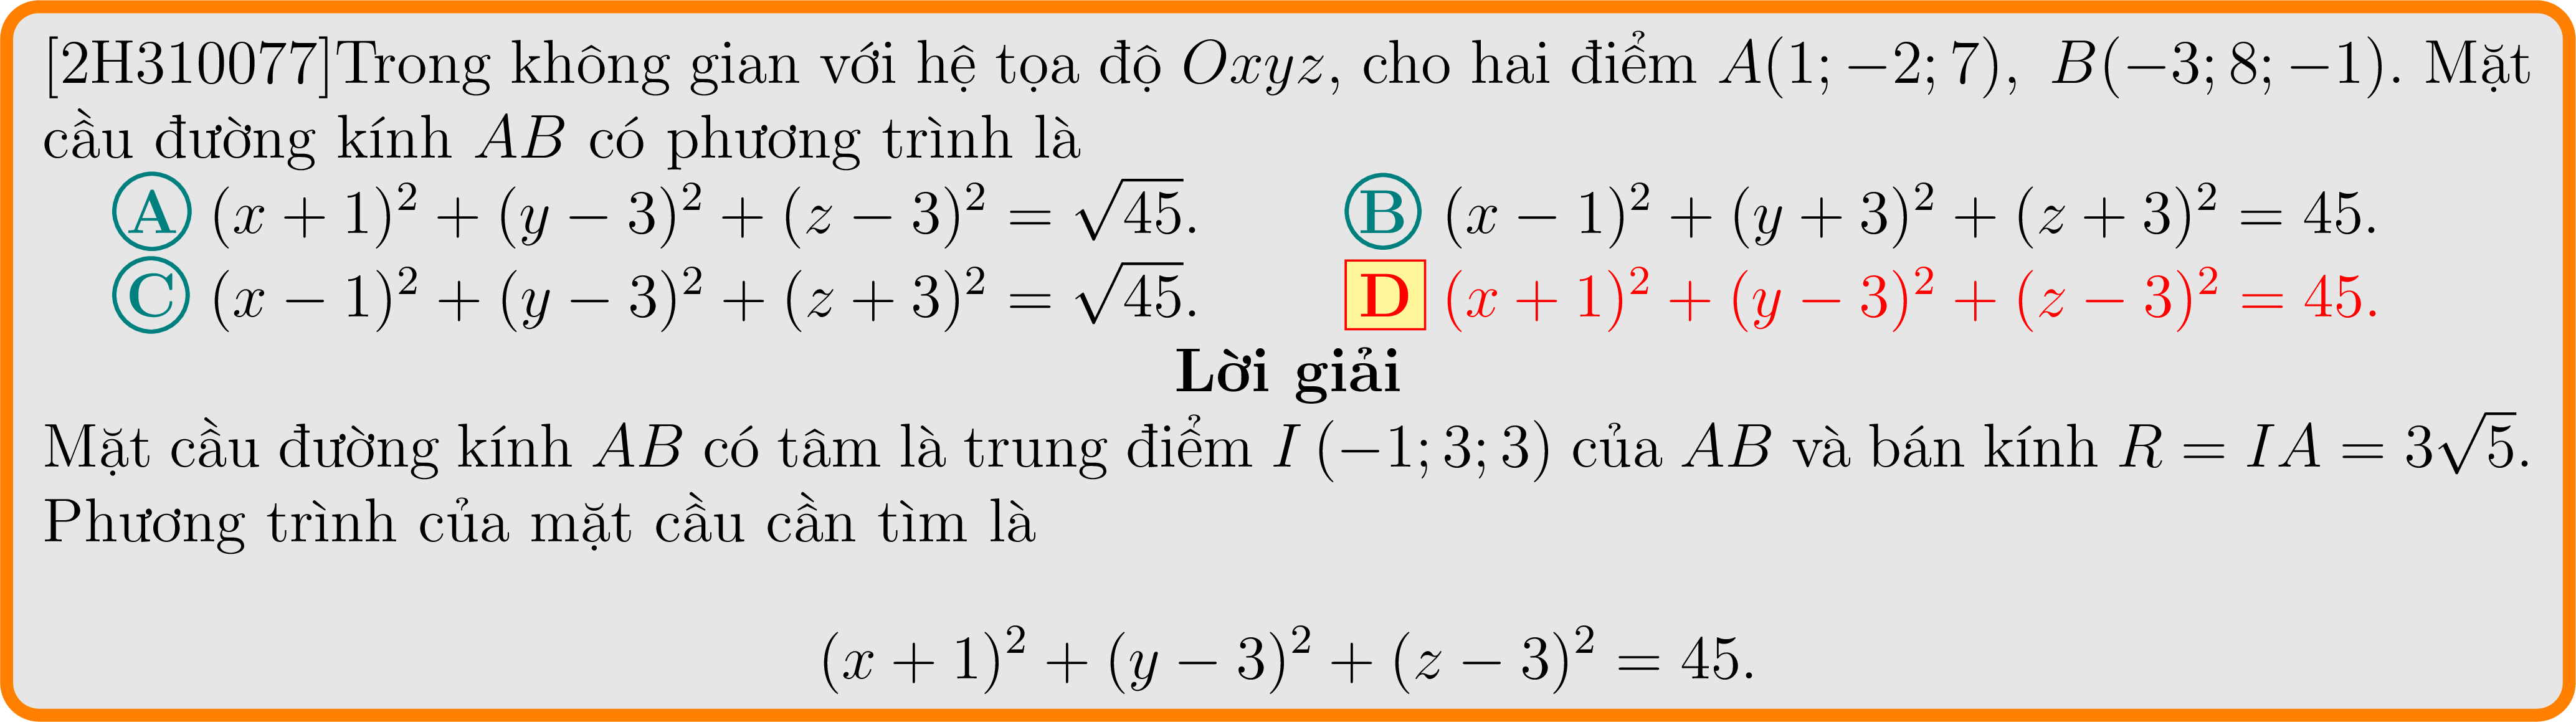 [2H310077]Trong không gian với hệ tọa độ Oxyz, cho hai điểm A(1; −2; 7), B(−3; 8; −1). Mặt
cầu đường kính AB có phương trình là
A (x + 1)² + (y − 3)² + (z − 3)² = √45. B (x − 1)² + (y + 3)² + (z + 3)² = 45.
C (x − 1)² + (y − 3)² + (z + 3)² = √45. D (x + 1)² + (y − 3)² + (z − 3)² = 45.
Lời giải
Mặt cầu đường kính AB có tâm là trung điểm I (−1; 3; 3) của AB và bán kính R = IA = 3√5.
Phương trình của mặt cầu cần tìm là
(x + 1)² + (y − 3)² + (z − 3)² = 45.